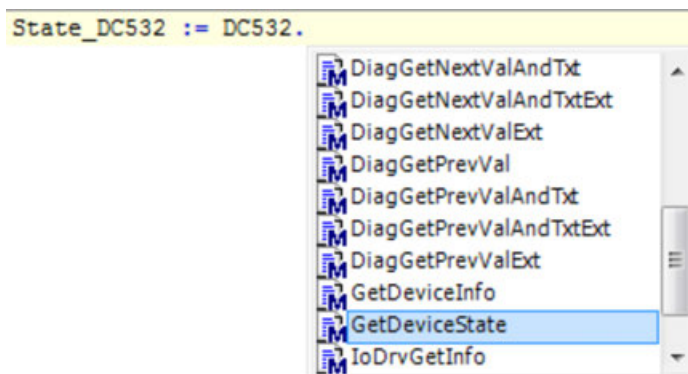 State_DC532 := DC532.
DiagGetNextValAndTxt
DiagGetNextValAndTxtExt
DiagGetNextValExt
DiagGetPrevVal
DiagGetPrevValAndTxt
DiagGetPrevValAndTxtExt
DiagGetPrevValExt
GetDeviceInfo
GetDeviceState
IoDrvGetInfo